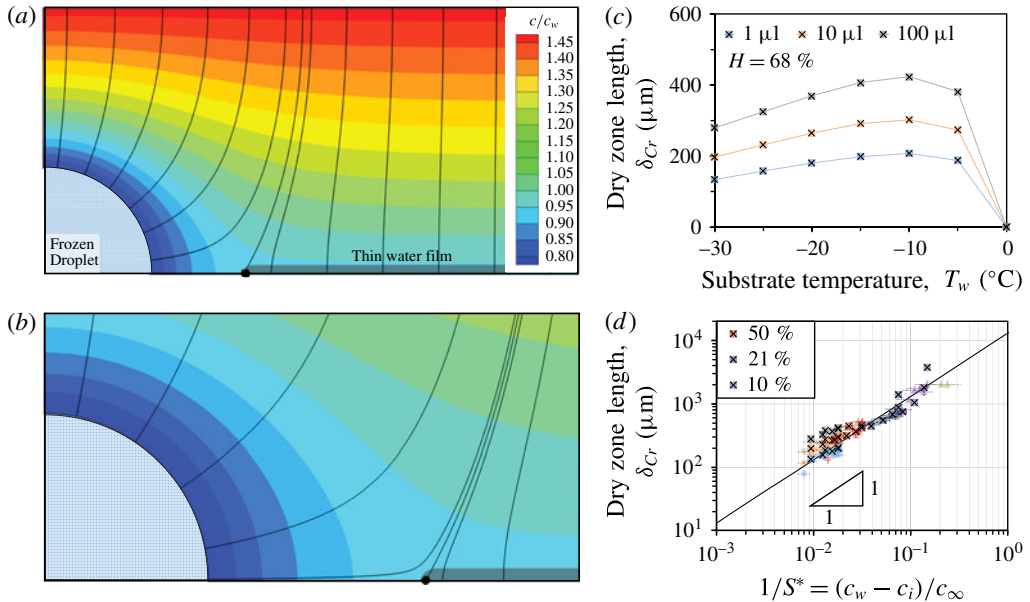 (a)
c/c_w
1.45
1.40
1.35
1.30
1.25
1.20
1.15
1.10
1.05
1.00
0.95
0.90
0.85
0.80
Frozen
Droplet
Thin water film
(b)
(c)
600
400
200
0
Dry zone length,
δ_Cr (μm)
1 μl 10 μl 100 μl
H = 68 %
−30 −20 −10 0
Substrate temperature, T_w (°C)
(d)
10^4
10^3
10^2
10^1
Dry zone length,
δ_Cr (μm)
50 %
21 %
10 %
1
1
10^−3 10^−2 10^−1 10^0
1/S* = (c_w − c_i)/c_∞